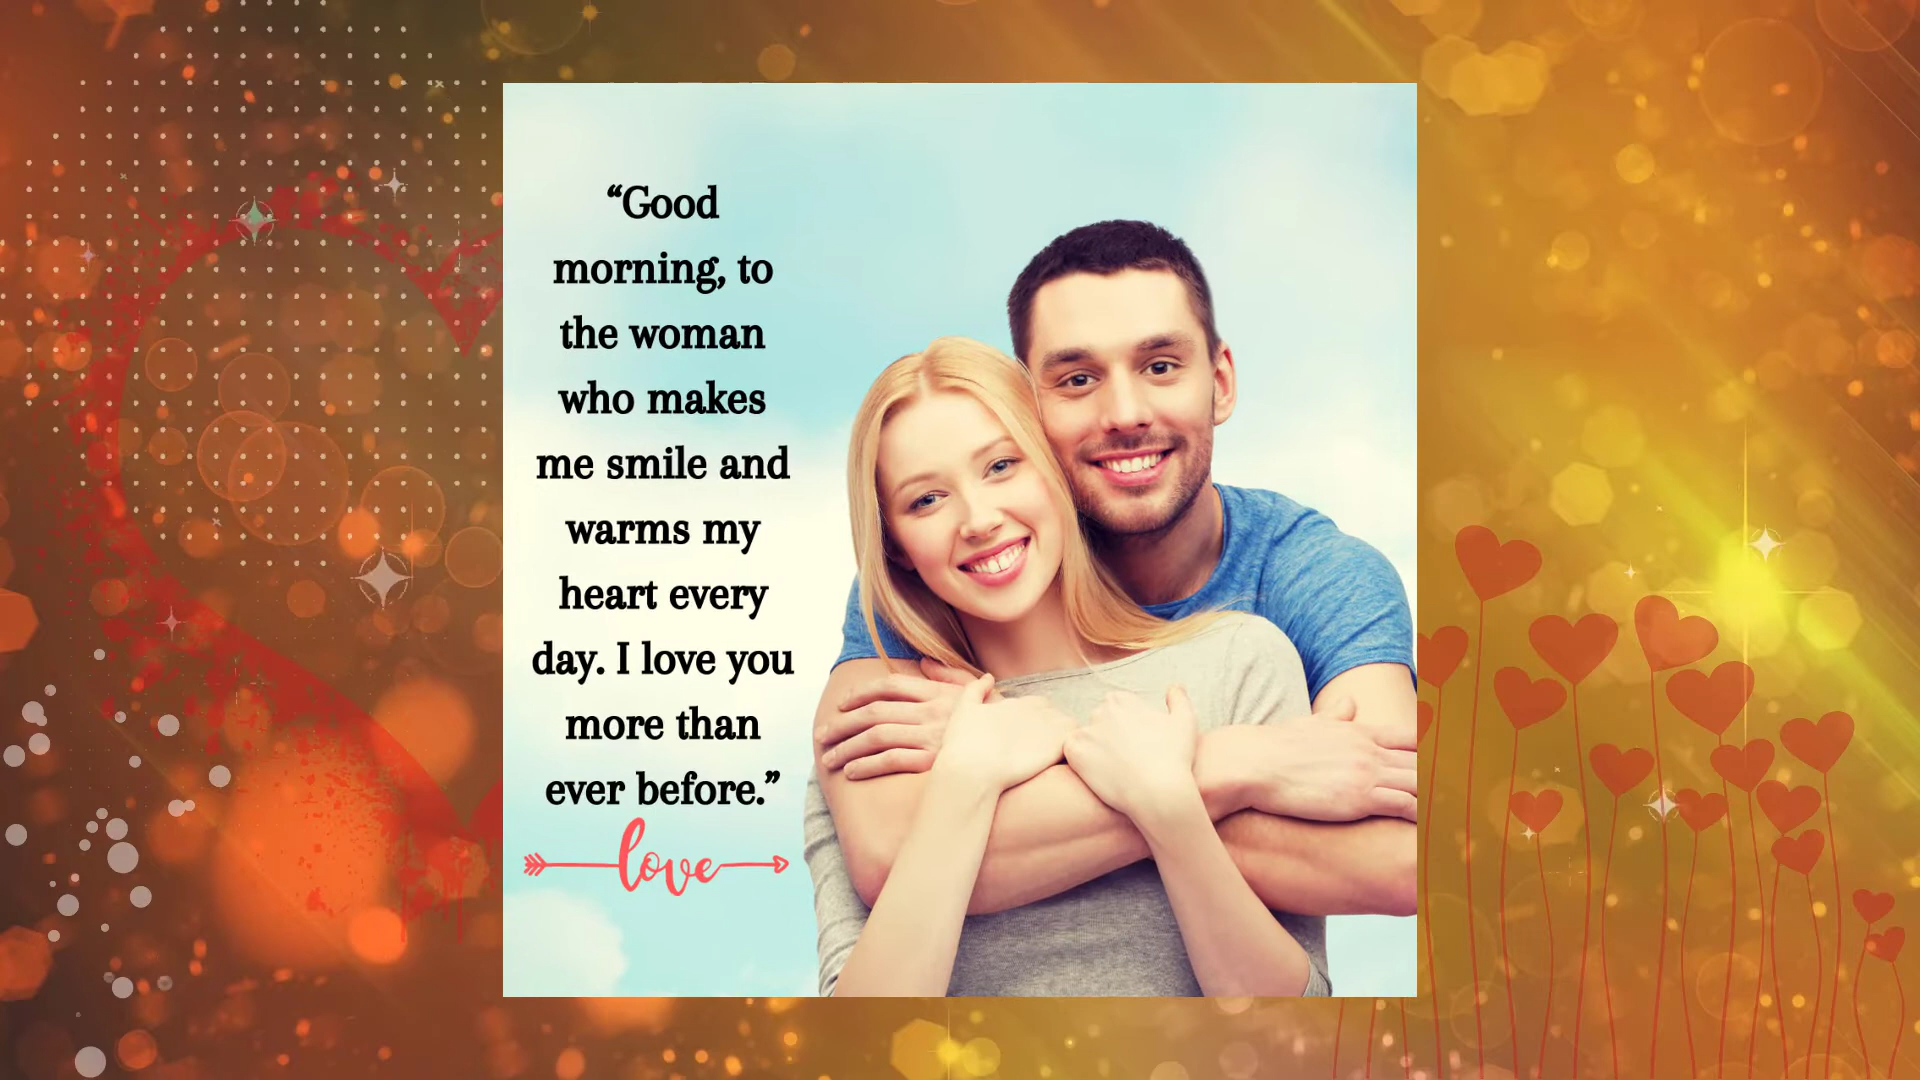 “Good
morning, to
the woman
who makes
me smile and
warms my
heart every
day. I love you
more than
ever before.”
love